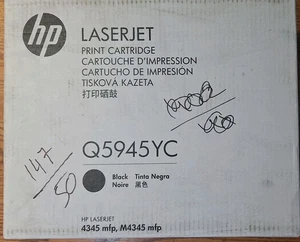 hp
LASERJET
PRINT CARTRIDGE
CARTOUCHE D'IMPRESSION
CARTUCHO DE IMPRESIÓN
TISKOVÁ KAZETA
打印硒鼓
147
50
Q5945YC
Black Tinta Negra
Noire 黑色
HP LASERJET
4345 mfp, M4345 mfp